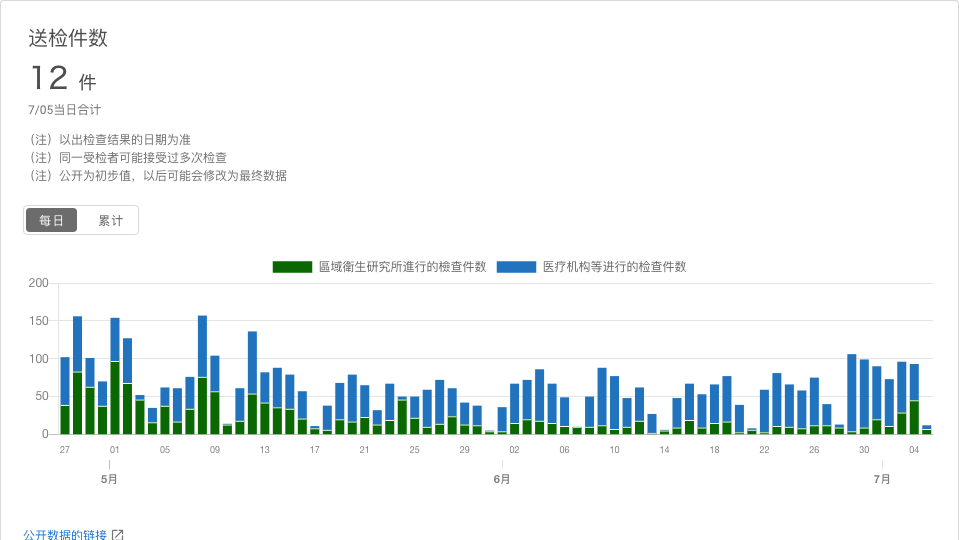 送检件数
12 件
7/05当日合计
（注）以出检查结果的日期为准
（注）同一受检者可能接受过多次检查
（注）公开为初步值，以后可能会修改为最终数据
每日 累计
區域衛生研究所進行的檢查件數 医疗机构等进行的检查件数
200
150
100
50
0
27 01 05 09 13 17 21 25 29 02 06 10 14 18 22 26 30 04
5月 6月 7月
公开数据的链接